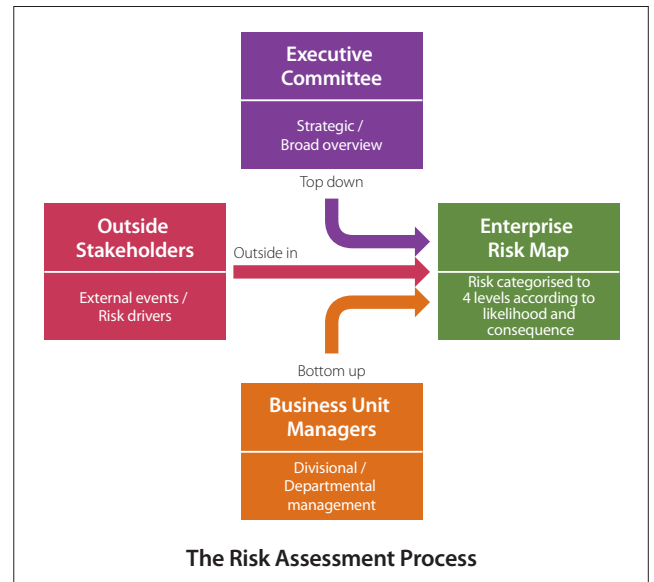 Executive
Committee
Strategic /
Broad overview
Top down
Outside
Stakeholders
External events /
Risk drivers
Outside in
Enterprise
Risk Map
Risk categorised to
4 levels according to
likelihood and
consequence
Bottom up
Business Unit
Managers
Divisional /
Departmental
management
The Risk Assessment Process